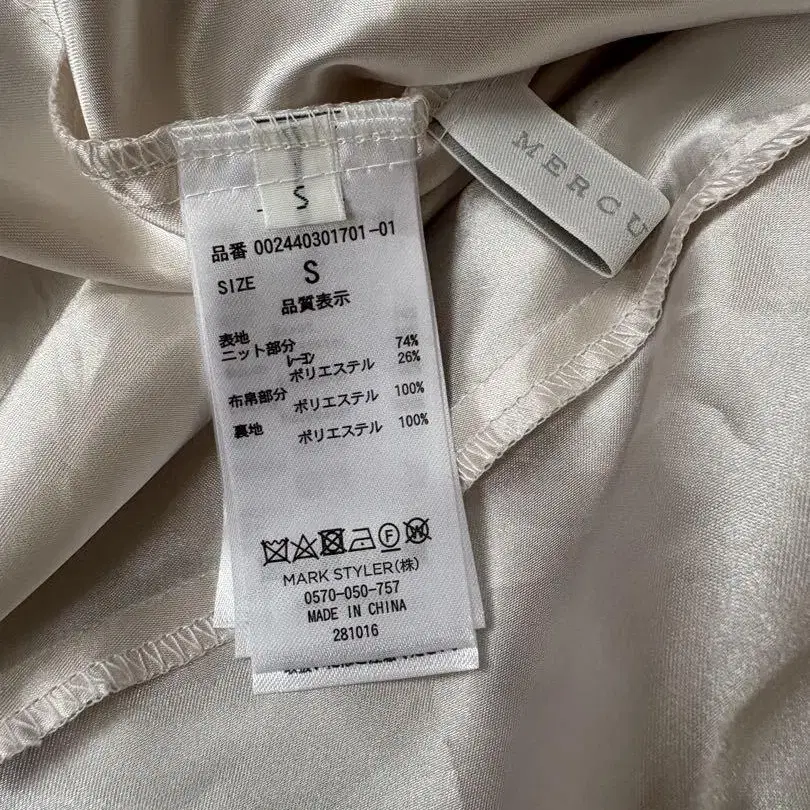 MERCU
S
品番 002440301701-01
SIZE S
品質表示
表地
ニット部分
レーヨン 74%
ポリエステル 26%
布帛部分
ポリエステル 100%
裏地
ポリエステル 100%
F
W
MARK STYLER(株)
0570-050-757
MADE IN CHINA
281016